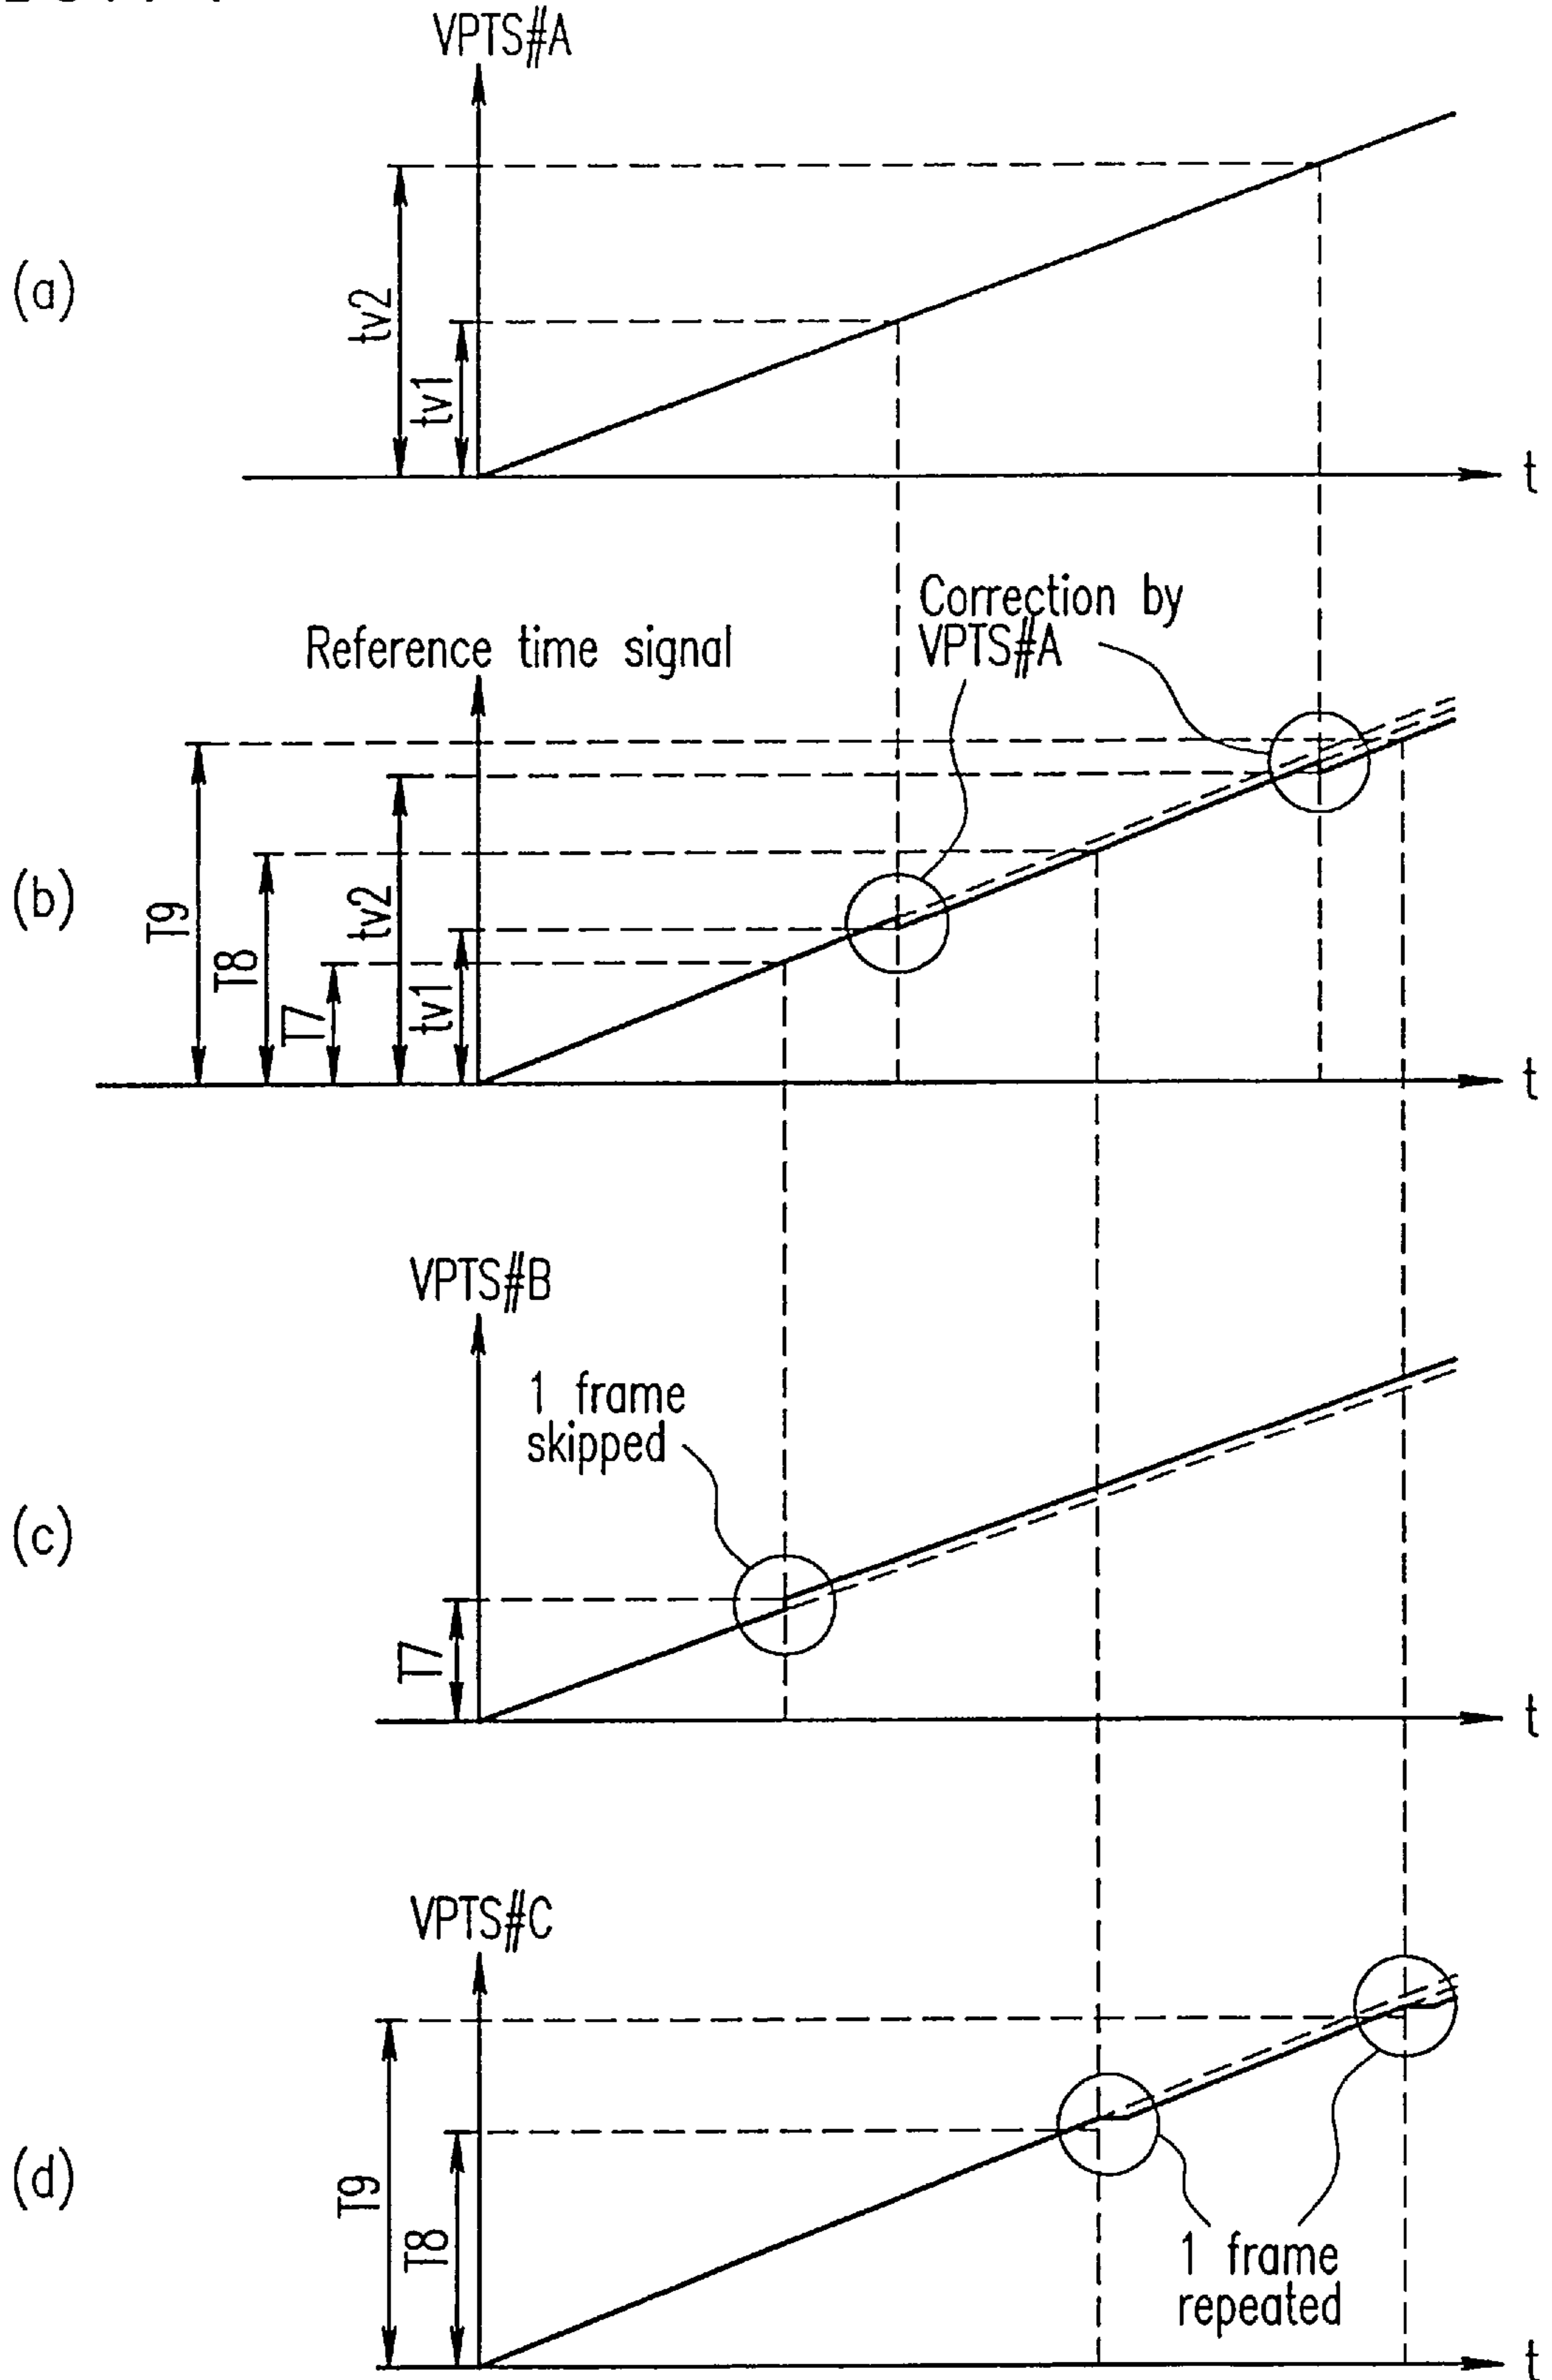 VPTS#A
(a)
tv2
tv1
t
Correction by
VPTS#A
Reference time signal
(b)
T9
T8
T7
tv2
tv1
t
VPTS#B
1 frame
skipped
(c)
T7
t
VPTS#C
(d)
T9
T8
1 frame
repeated
t